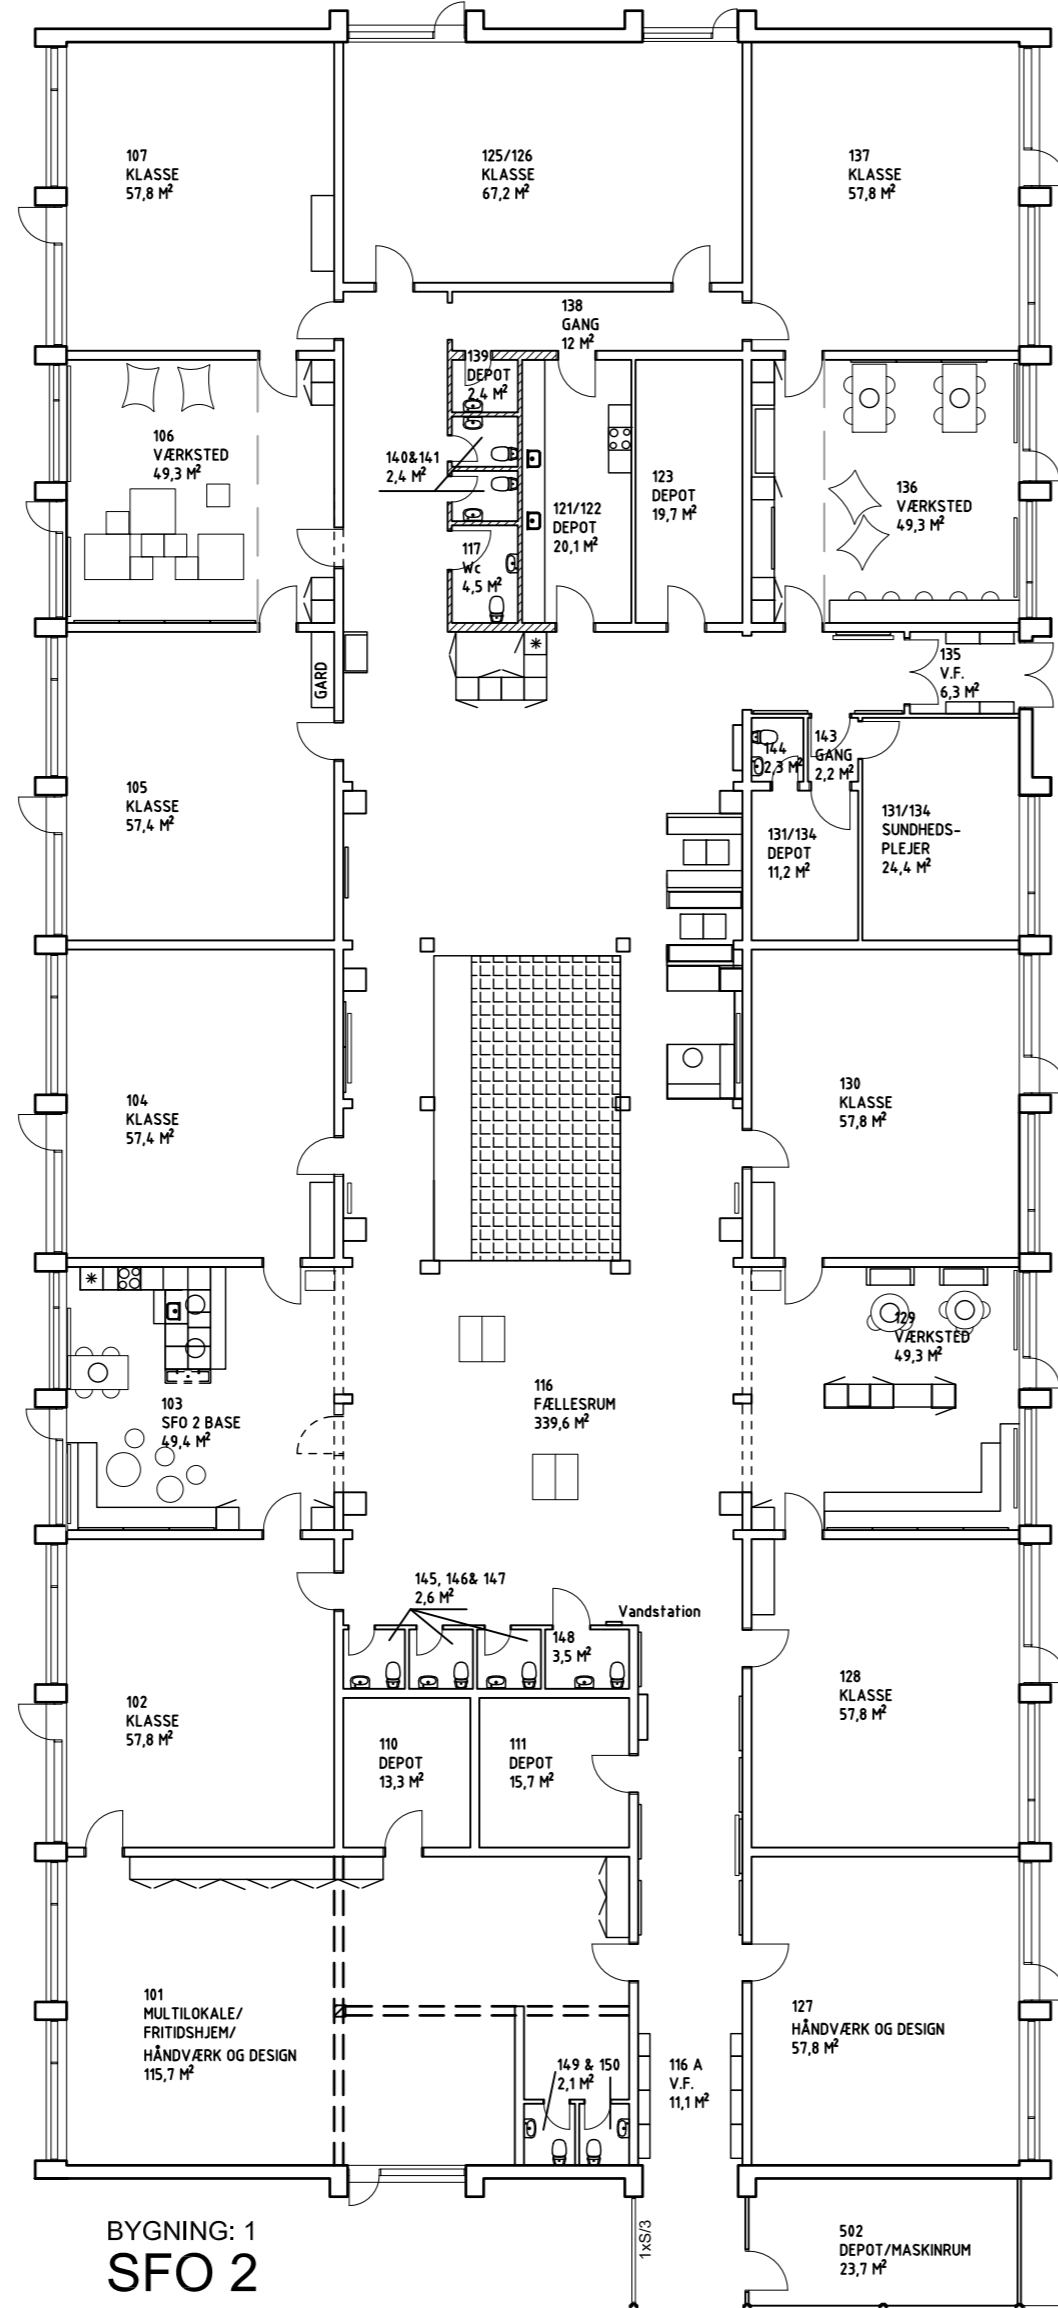 107
KLASSE
57,8 M²
125/126
KLASSE
67,2 M²
137
KLASSE
57,8 M²
138
GANG
12 M²
139
DEPOT
2,4 M²
106
VÆRKSTED
49,3 M²
140&141
2,4 M²
123
DEPOT
19,7 M²
136
VÆRKSTED
49,3 M²
121/122
DEPOT
20,1 M²
117
Wc
4,5 M²
GARD
135
V.F.
6,3 M²
144
2,3 M²
143
GANG
2,2 M²
105
KLASSE
57,4 M²
131/134
DEPOT
11,2 M²
131/134
SUNDHEDS-
PLEJER
24,4 M²
104
KLASSE
57,4 M²
130
KLASSE
57,8 M²
129
VÆRKSTED
49,3 M²
103
SFO 2 BASE
49,4 M²
116
FÆLLESRUM
339,6 M²
145, 146& 147
2,6 M²
Vandstation
148
3,5 M²
102
KLASSE
57,8 M²
128
KLASSE
57,8 M²
110
DEPOT
13,3 M²
111
DEPOT
15,7 M²
101
MULTILOKALE/
FRITIDSHJEM/
HÅNDVÆRK OG DESIGN
115,7 M²
127
HÅNDVÆRK OG DESIGN
57,8 M²
149 & 150
2,1 M²
116 A
V.F.
11,1 M²
BYGNING: 1
SFO 2
1xS/3
502
DEPOT/MASKINRUM
23,7 M²